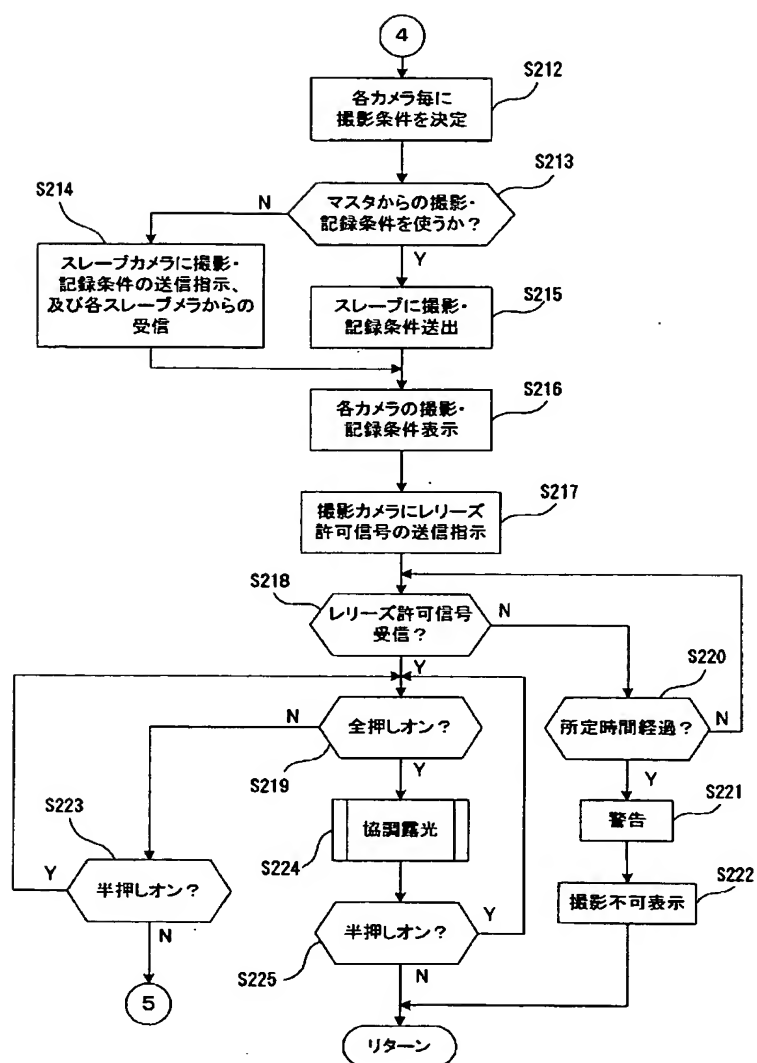 4
S212
各カメラ毎に
撮影条件を決定
S213
マスタからの撮影・
記録条件を使うか？
N
Y
S214
スレーブカメラに撮影・
記録条件の送信指示、
及び各スレーブメラからの
受信
S215
スレーブに撮影・
記録条件送出
S216
各カメラの撮影・
記録条件表示
S217
撮影カメラにレリーズ
許可信号の送信指示
S218
レリーズ許可信号
受信？
N
Y
S220
所定時間経過？
N
Y
S219
全押しオン？
N
Y
S221
警告
S223
半押しオン？
Y
N
S224
協調露光
S222
撮影不可表示
S225
半押しオン？
Y
N
5
リターン